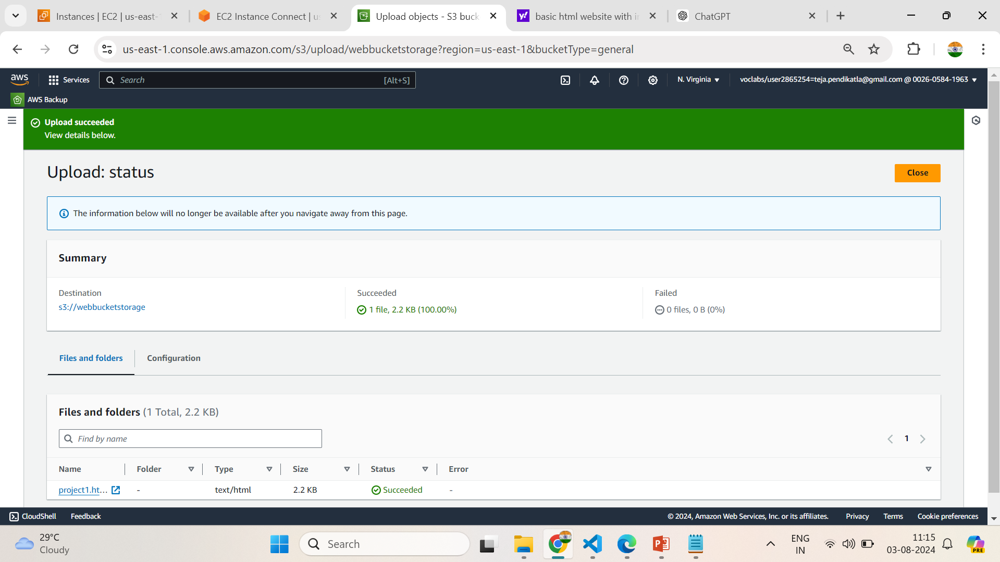 Instances | EC2 | us-east-1
EC2 Instance Connect | us
Upload objects - S3 buck
basic html website with in
ChatGPT
us-east-1.console.aws.amazon.com/s3/upload/webbucketstorage?region=us-east-1&bucketType=general
aws
Services
Search
[Alt+S]
N. Virginia
voclabs/user2865254=teja.pendikatla@gmail.com @ 0026-0584-1963
AWS Backup
Upload succeeded
View details below.
Upload: status
Close
The information below will no longer be available after you navigate away from this page.
Summary
Destination
s3://webbucketstorage
Succeeded
1 file, 2.2 KB (100.00%)
Failed
0 files, 0 B (0%)
Files and folders
Configuration
Files and folders (1 Total, 2.2 KB)
Find by name
1
Name Folder Type Size Status Error
project1.ht... - text/html 2.2 KB Succeeded -
CloudShell Feedback
© 2024, Amazon Web Services, Inc. or its affiliates. Privacy Terms Cookie preferences
29°C
Cloudy
Search
ENG
IN
11:15
03-08-2024
PRE